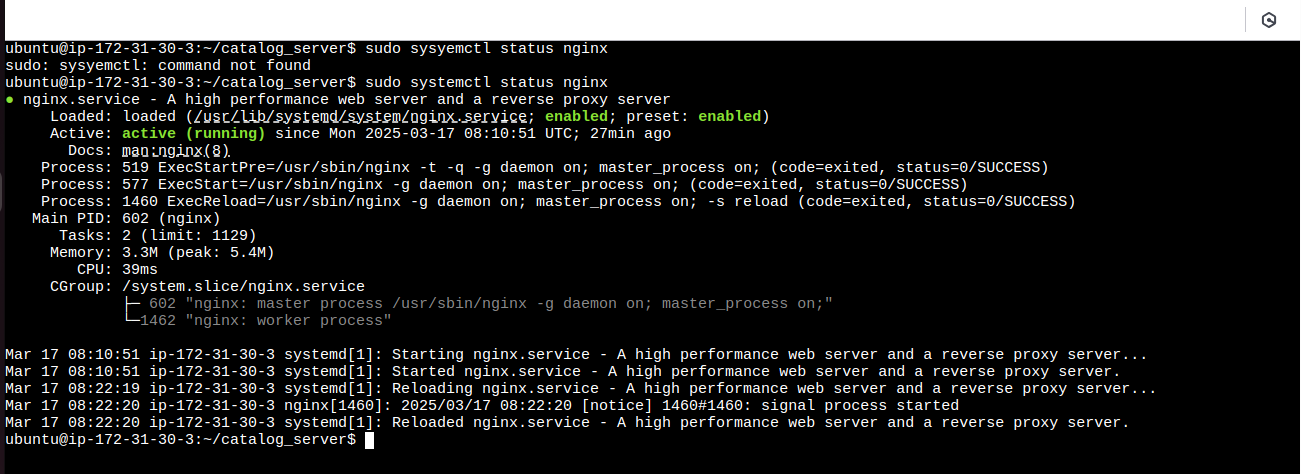 ubuntu@ip-172-31-30-3:~/catalog_server$ sudo sysyemctl status nginx
sudo: sysyemctl: command not found
ubuntu@ip-172-31-30-3:~/catalog_server$ sudo systemctl status nginx
● nginx.service - A high performance web server and a reverse proxy server
     Loaded: loaded (/usr/lib/systemd/system/nginx.service; enabled; preset: enabled)
     Active: active (running) since Mon 2025-03-17 08:10:51 UTC; 27min ago
       Docs: man:nginx(8)
    Process: 519 ExecStartPre=/usr/sbin/nginx -t -q -g daemon on; master_process on; (code=exited, status=0/SUCCESS)
    Process: 577 ExecStart=/usr/sbin/nginx -g daemon on; master_process on; (code=exited, status=0/SUCCESS)
    Process: 1460 ExecReload=/usr/sbin/nginx -g daemon on; master_process on; -s reload (code=exited, status=0/SUCCESS)
   Main PID: 602 (nginx)
      Tasks: 2 (limit: 1129)
     Memory: 3.3M (peak: 5.4M)
        CPU: 39ms
     CGroup: /system.slice/nginx.service
             ├─ 602 "nginx: master process /usr/sbin/nginx -g daemon on; master_process on;"
             └─1462 "nginx: worker process"
Mar 17 08:10:51 ip-172-31-30-3 systemd[1]: Starting nginx.service - A high performance web server and a reverse proxy server...
Mar 17 08:10:51 ip-172-31-30-3 systemd[1]: Started nginx.service - A high performance web server and a reverse proxy server.
Mar 17 08:22:19 ip-172-31-30-3 systemd[1]: Reloading nginx.service - A high performance web server and a reverse proxy server...
Mar 17 08:22:20 ip-172-31-30-3 nginx[1460]: 2025/03/17 08:22:20 [notice] 1460#1460: signal process started
Mar 17 08:22:20 ip-172-31-30-3 systemd[1]: Reloaded nginx.service - A high performance web server and a reverse proxy server.
ubuntu@ip-172-31-30-3:~/catalog_server$